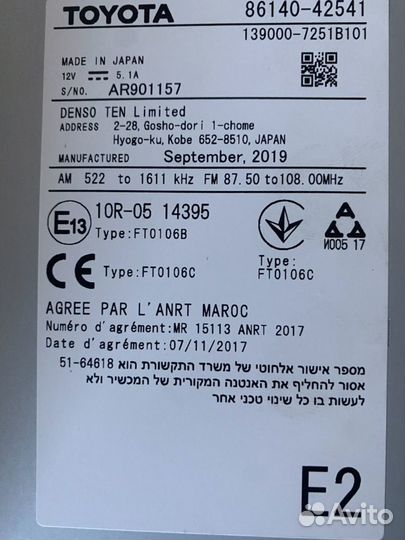 TOYOTA 86140-42541
139000-7251B101
MADE IN JAPAN
12V 5.1A
S/NO. AR901157
DENSO TEN Limited
ADDRESS 2-28, Gosho-dori 1-chome
Hyogo-ku, Kobe 652-8510, JAPAN
MANUFACTURED September, 2019
AM 522 to 1611 kHz FM 87.50 to 108.00MHz
E13 10R-05 14395
Type: FT0106B
И005 17
CE Type: FT0106C
Type: FT0106C
AGREE PAR L'ANRT MAROC
Numéro d'agrément: MR 15113 ANRT 2017
Date d'agrément: 07/11/2017
מספר אישור אלחוטי של משרד התקשורת הוא 51-64618
אסור להחליף את האנטנה המקורית של המכשיר ולא
לעשות בו כל שינוי טכני אחר
E2
Avito